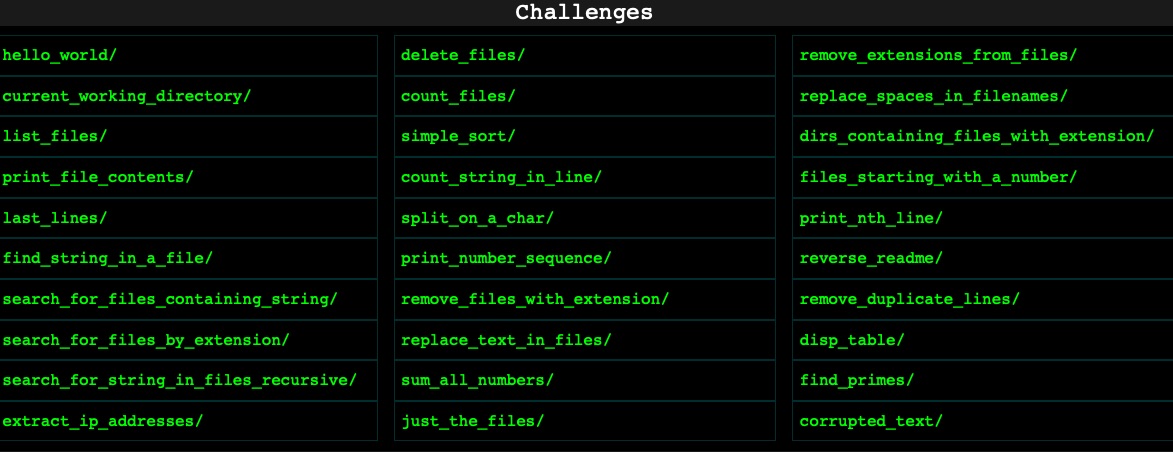 Challenges
hello_world/
current_working_directory/
list_files/
print_file_contents/
last_lines/
find_string_in_a_file/
search_for_files_containing_string/
search_for_files_by_extension/
search_for_string_in_files_recursive/
extract_ip_addresses/
delete_files/
count_files/
simple_sort/
count_string_in_line/
split_on_a_char/
print_number_sequence/
remove_files_with_extension/
replace_text_in_files/
sum_all_numbers/
just_the_files/
remove_extensions_from_files/
replace_spaces_in_filenames/
dirs_containing_files_with_extension/
files_starting_with_a_number/
print_nth_line/
reverse_readme/
remove_duplicate_lines/
disp_table/
find_primes/
corrupted_text/